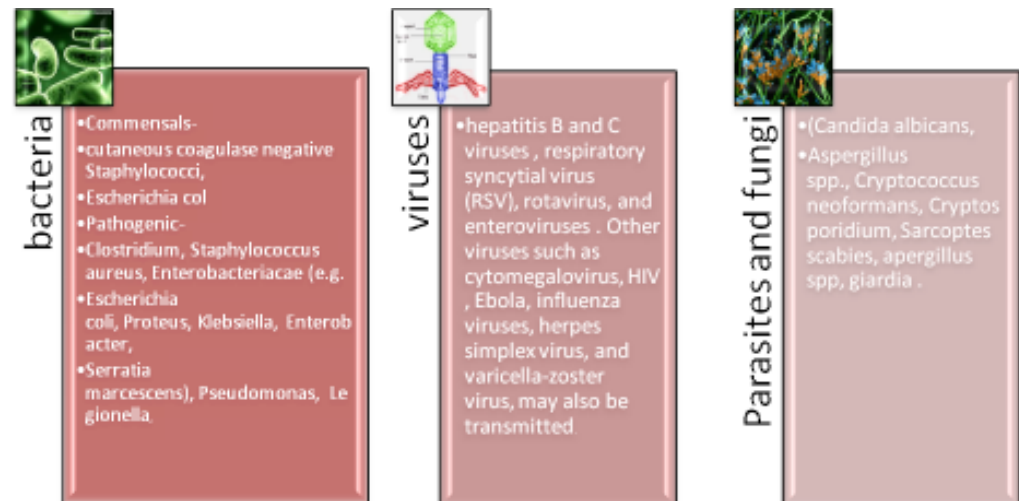 bacteria
•Commensals-
•cutaneous coagulase negative
Staphylococci,
•Escherichia col
•Pathogenic-
•Clostridium, Staphylococcus
aureus, Enterobacteriacae (e.g.
•Escherichia
coli, Proteus, Klebsiella, Enterob
acter,
•Serratia
marcescens), Pseudomonas, Le
gionella,
viruses
•hepatitis B and C
viruses , respiratory
syncytial virus
(RSV), rotavirus, and
enteroviruses . Other
viruses such as
cytomegalovirus, HIV
, Ebola, influenza
viruses, herpes
simplex virus, and
varicella-zoster
virus, may also be
transmitted.
Parasites and fungi
•(Candida albicans,
•Aspergillus
spp., Cryptococcus
neoformans, Cryptos
poridium, Sarcoptes
scabies, apergillus
spp, giardia .